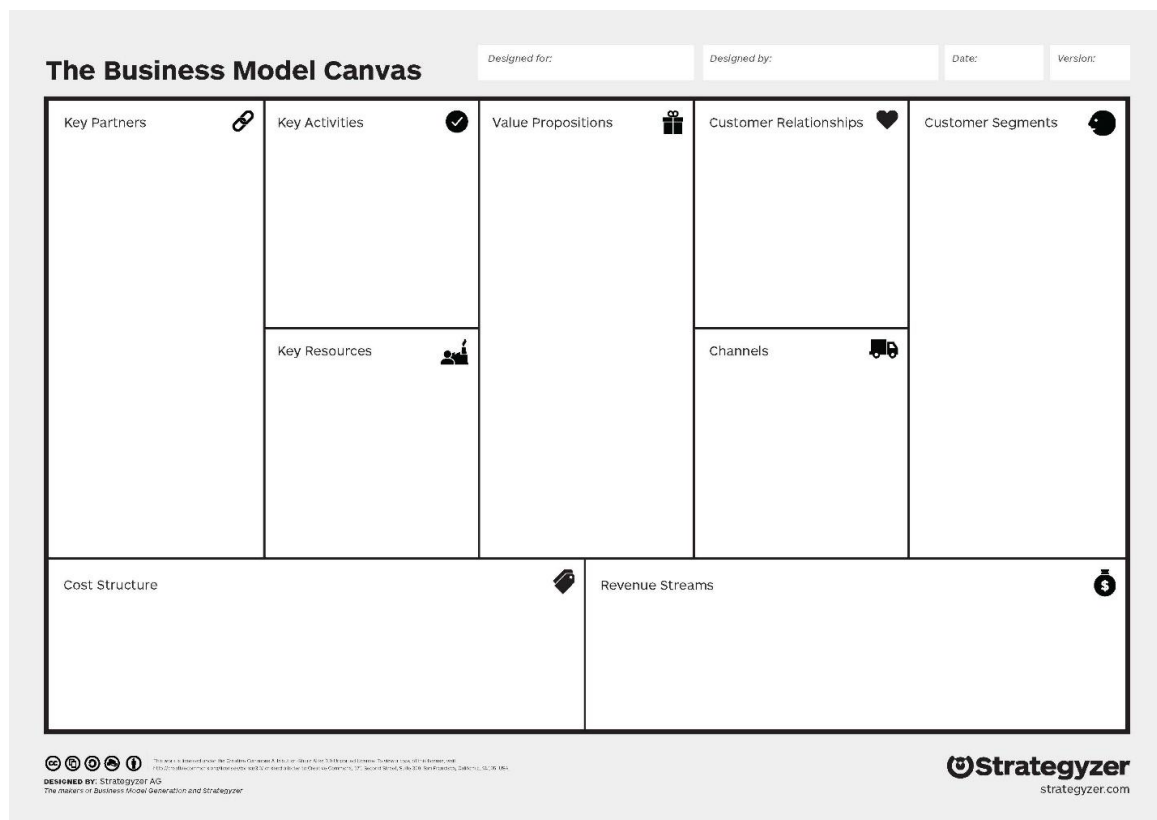 The Business Model Canvas
Designed for:
Designed by:
Date:
Version:
Key Partners
Key Activities
Value Propositions
Customer Relationships
Customer Segments
Key Resources
Channels
Cost Structure
Revenue Streams
DESIGNED BY: Strategyzer AG
The makers of Business Model Generation and Strategyzer
Strategyzer
strategyzer.com